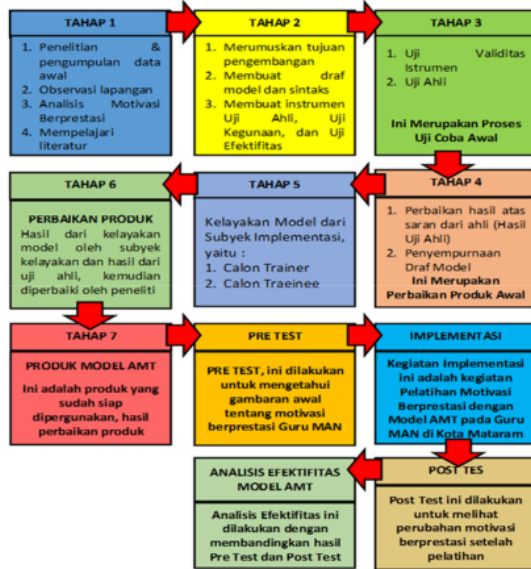 TAHAP 1
1. Penelitian &
pengumpulan data
awal
2. Observasi lapangan
3. Analisis Motivasi
Berprestasi
4. Mempelajari
literatur
TAHAP 2
1. Merumuskan tujuan
pengembangan
2. Membuat draf
model dan sintaks
3. Membuat instrumen
Uji Ahli, Uji
Kegunaan, dan Uji
Efektifitas
TAHAP 3
1. Uji Validitas
Istrumen
2. Uji Ahli
Ini Merupakan Proses
Uji Coba Awal
TAHAP 4
1. Perbaikan hasil atas
saran dari ahli (Hasil
Uji Ahli)
2. Penyempurnaan
Draf Model
Ini Merupakan
Perbaikan Produk Awal
TAHAP 5
Kelayakan Model dari
Subyek Implementasi,
yaitu :
1. Calon Trainer
2. Calon Traeinee
TAHAP 6
PERBAIKAN PRODUK
Hasil dari kelayakan
model oleh subyek
kelayakan dan hasil dari
uji ahli, kemudian
diperbaiki oleh peneliti
TAHAP 7
PRODUK MODEL AMT
Ini adalah produk yang
sudah siap
dipergunakan, hasil
perbaikan produk
PRE TEST
PRE TEST, ini dilakukan
untuk mengetahui
gambaran awal
tentang motivasi
berprestasi Guru MAN
IMPLEMENTASI
Kegiatan Implementasi
ini adalah kegiatan
Pelatihan Motivasi
Berprestasi dengan
Model AMT pada Guru
MAN di Kota Mataram
POST TES
Post Test ini dilakukan
untuk melihat
perubahan motivasi
berprestasi setelah
pelatihan
ANALISIS EFEKTIFITAS
MODEL AMT
Analisis Efektifitas ini
dilakukan dengan
membandingkan hasil
Pre Test dan Post Test